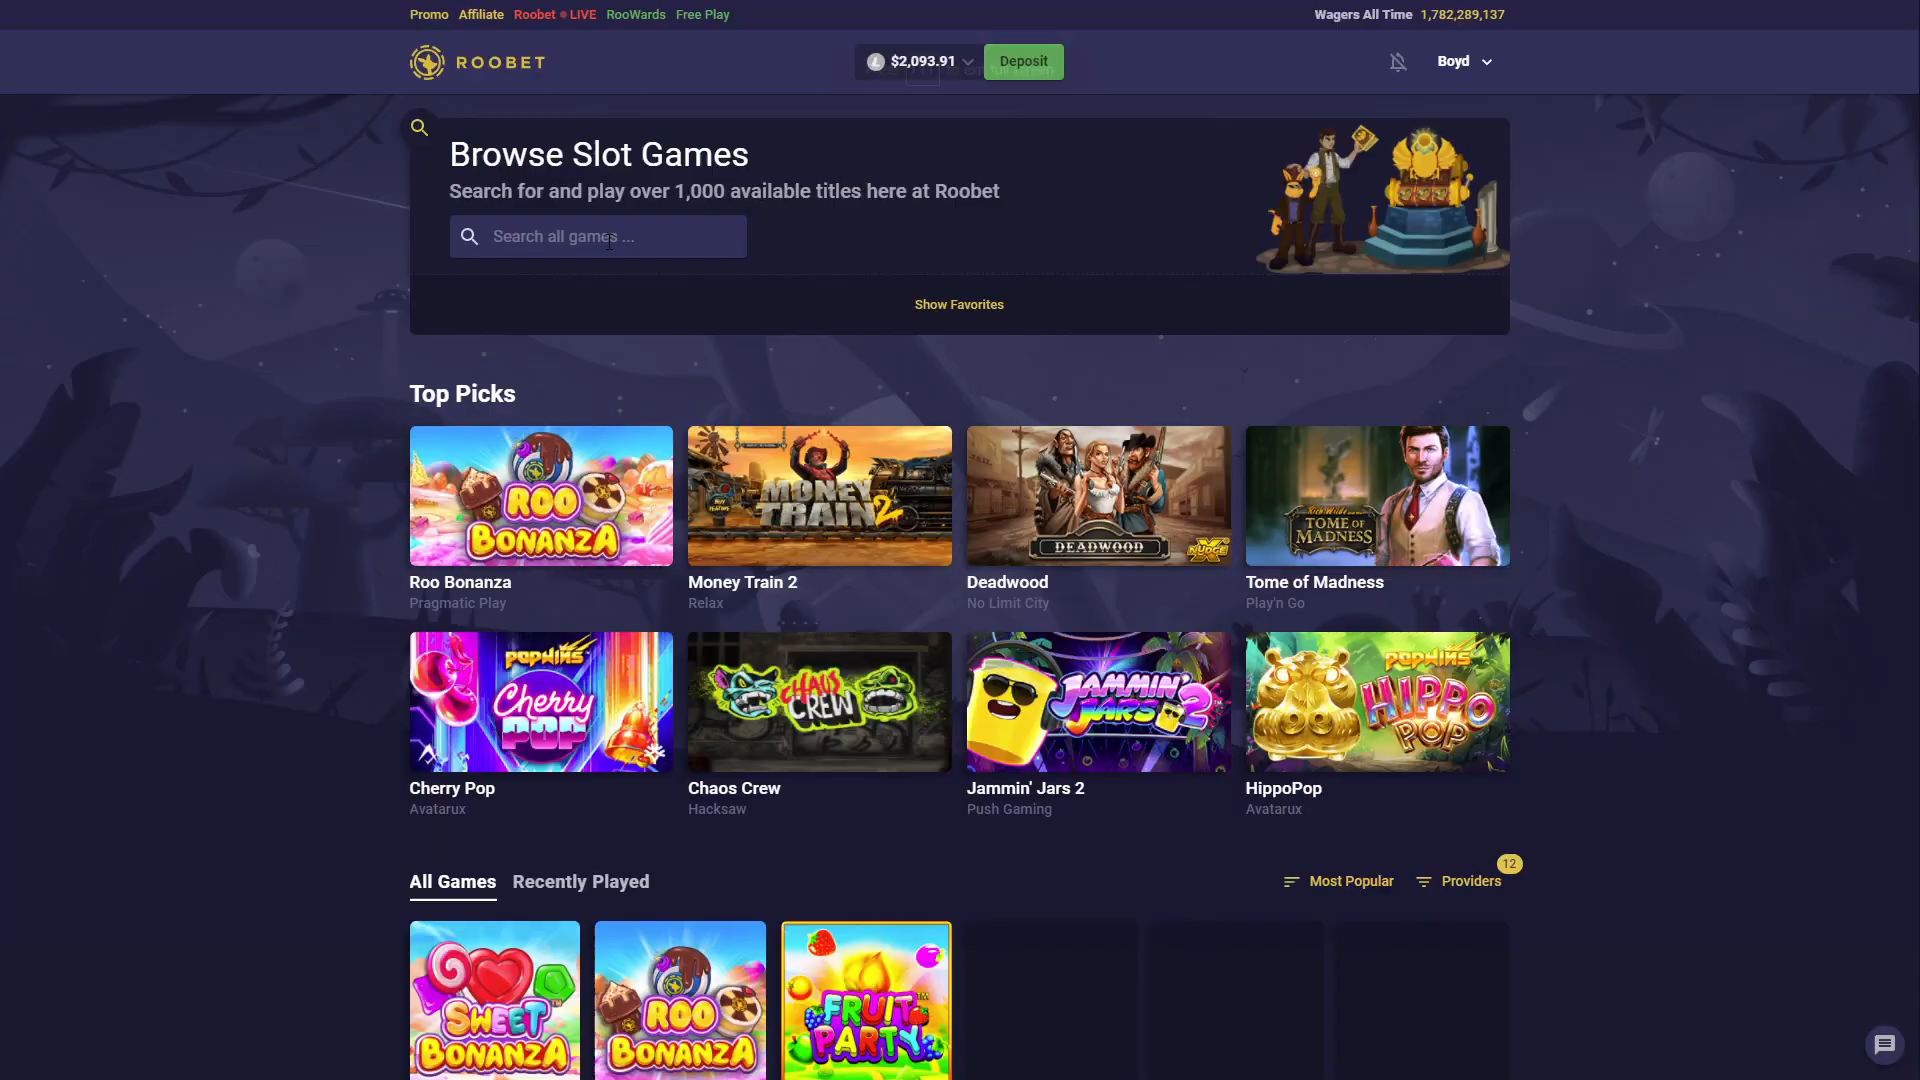 Promo Affiliate Roobet LIVE RooWards Free Play
Wagers All Time 1,782,289,137
ROOBET
$2,093.91
Deposit
Boyd
Browse Slot Games
Search for and play over 1,000 available titles here at Roobet
Search all games ...
Show Favorites
Top Picks
ROO
BONANZA
MONEY
TRAIN 2
DEADWOOD
NUDGE
Rich Wilde
TOME OF
MADNESS
Roo Bonanza
Pragmatic Play
Money Train 2
Relax
Deadwood
No Limit City
Tome of Madness
Play'n Go
POPWINS
Cherry
POP
CHAOS
CREW
JAMMIN'
JARS 2
POPWINS
HIPPO
POP
Cherry Pop
Avatarux
Chaos Crew
Hacksaw
Jammin' Jars 2
Push Gaming
HippoPop
Avatarux
All Games Recently Played
Most Popular
Providers
12
SWEET
BONANZA
ROO
BONANZA
FRUIT
PARTY